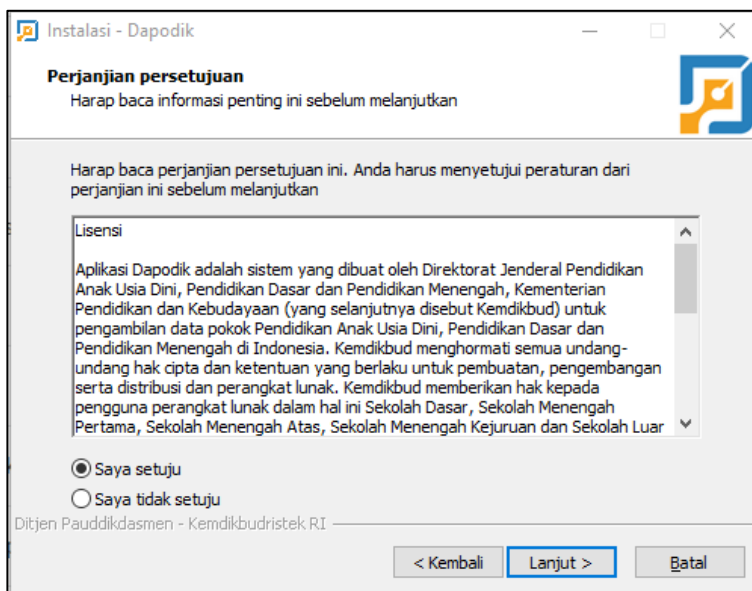 Instalasi - Dapodik
Perjanjian persetujuan
Harap baca informasi penting ini sebelum melanjutkan
Harap baca perjanjian persetujuan ini. Anda harus menyetujui peraturan dari
perjanjian ini sebelum melanjutkan
Lisensi
Aplikasi Dapodik adalah sistem yang dibuat oleh Direktorat Jenderal Pendidikan
Anak Usia Dini, Pendidikan Dasar dan Pendidikan Menengah, Kementerian
Pendidikan dan Kebudayaan (yang selanjutnya disebut Kemdikbud) untuk
pengambilan data pokok Pendidikan Anak Usia Dini, Pendidikan Dasar dan
Pendidikan Menengah di Indonesia. Kemdikbud menghormati semua undang-
undang hak cipta dan ketentuan yang berlaku untuk pembuatan, pengembangan
serta distribusi dan perangkat lunak. Kemdikbud memberikan hak kepada
pengguna perangkat lunak dalam hal ini Sekolah Dasar, Sekolah Menengah
Pertama, Sekolah Menengah Atas, Sekolah Menengah Kejuruan dan Sekolah Luar
Saya setuju
Saya tidak setuju
Ditjen Pauddikdasmen - Kemdikbudristek RI
< Kembali
Lanjut >
Batal